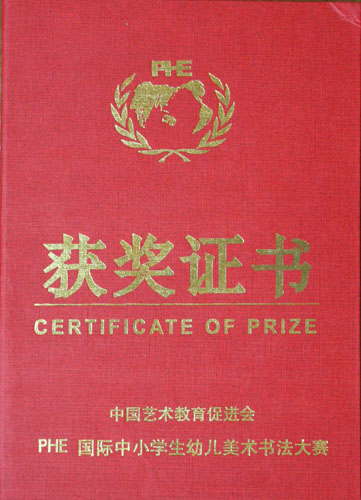 PHE
获奖证书
CERTIFICATE OF PRIZE
中国艺术教育促进会
PHE 国际中小学生幼儿美术书法大赛